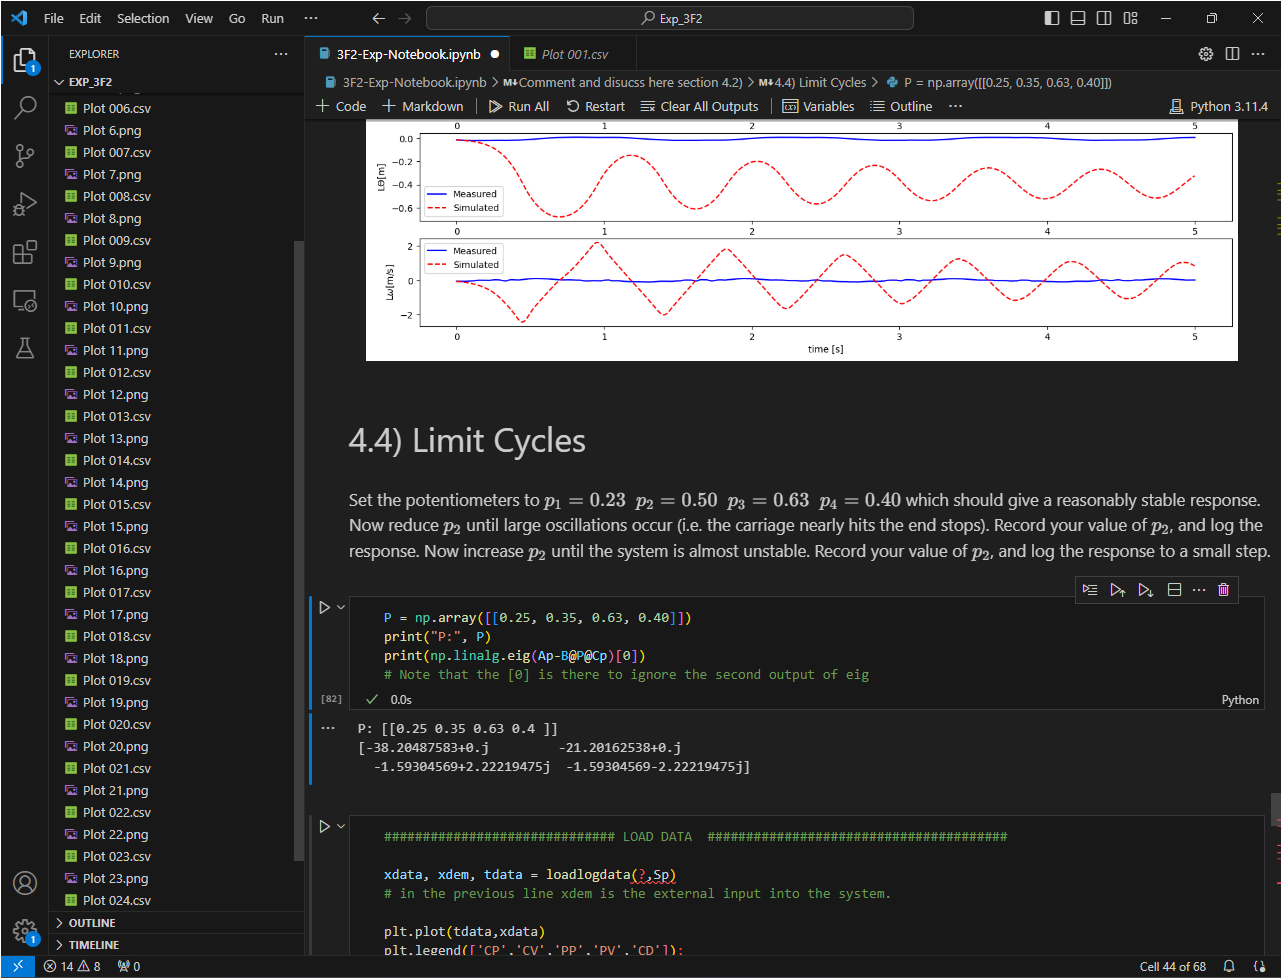 File Edit Selection View Go Run ···
Exp_3F2
EXPLORER ···
EXP_3F2
Plot 006.csv
Plot 6.png
Plot 007.csv
Plot 7.png
Plot 008.csv
Plot 8.png
Plot 009.csv
Plot 9.png
Plot 010.csv
Plot 10.png
Plot 011.csv
Plot 11.png
Plot 012.csv
Plot 12.png
Plot 013.csv
Plot 13.png
Plot 014.csv
Plot 14.png
Plot 015.csv
Plot 15.png
Plot 016.csv
Plot 16.png
Plot 017.csv
Plot 17.png
Plot 018.csv
Plot 18.png
Plot 019.csv
Plot 19.png
Plot 020.csv
Plot 20.png
Plot 021.csv
Plot 21.png
Plot 022.csv
Plot 22.png
Plot 023.csv
Plot 23.png
Plot 024.csv
OUTLINE
TIMELINE
1
1
3F2-Exp-Notebook.ipynb ● Plot 001.csv
3F2-Exp-Notebook.ipynb > M↓Comment and disucss here section 4.2) > M↓4.4) Limit Cycles > P = np.array([[0.25, 0.35, 0.63, 0.40]])
+ Code + Markdown Run All Restart Clear All Outputs Variables Outline ··· Python 3.11.4
0 1 2 3 4 5
0.0
−0.2
−0.4
−0.6
Lθ[m]
Measured
Simulated
0 1 2 3 4 5
2
0
−2
Lω[m/s]
Measured
Simulated
0 1 2 3 4 5
time [s]
4.4) Limit Cycles
Set the potentiometers to p₁ = 0.23 p₂ = 0.50 p₃ = 0.63 p₄ = 0.40 which should give a reasonably stable response.
Now reduce p₂ until large oscillations occur (i.e. the carriage nearly hits the end stops). Record your value of p₂, and log the
response. Now increase p₂ until the system is almost unstable. Record your value of p₂, and log the response to a small step.
P = np.array([[0.25, 0.35, 0.63, 0.40]])
print("P:", P)
print(np.linalg.eig(Ap-B@P@Cp)[0])
# Note that the [0] is there to ignore the second output of eig
[82] ✓ 0.0s Python
··· P: [[0.25 0.35 0.63 0.4 ]]
[-38.20487583+0.j -21.20162538+0.j
-1.59304569+2.22219475j -1.59304569-2.22219475j]
############################## LOAD DATA #######################################
xdata, xdem, tdata = loadlogdata(?,Sp)
# in the previous line xdem is the external input into the system.
plt.plot(tdata,xdata)
plt.legend(['CP','CV','PP','PV','CD']);
14 8 0 Cell 44 of 68